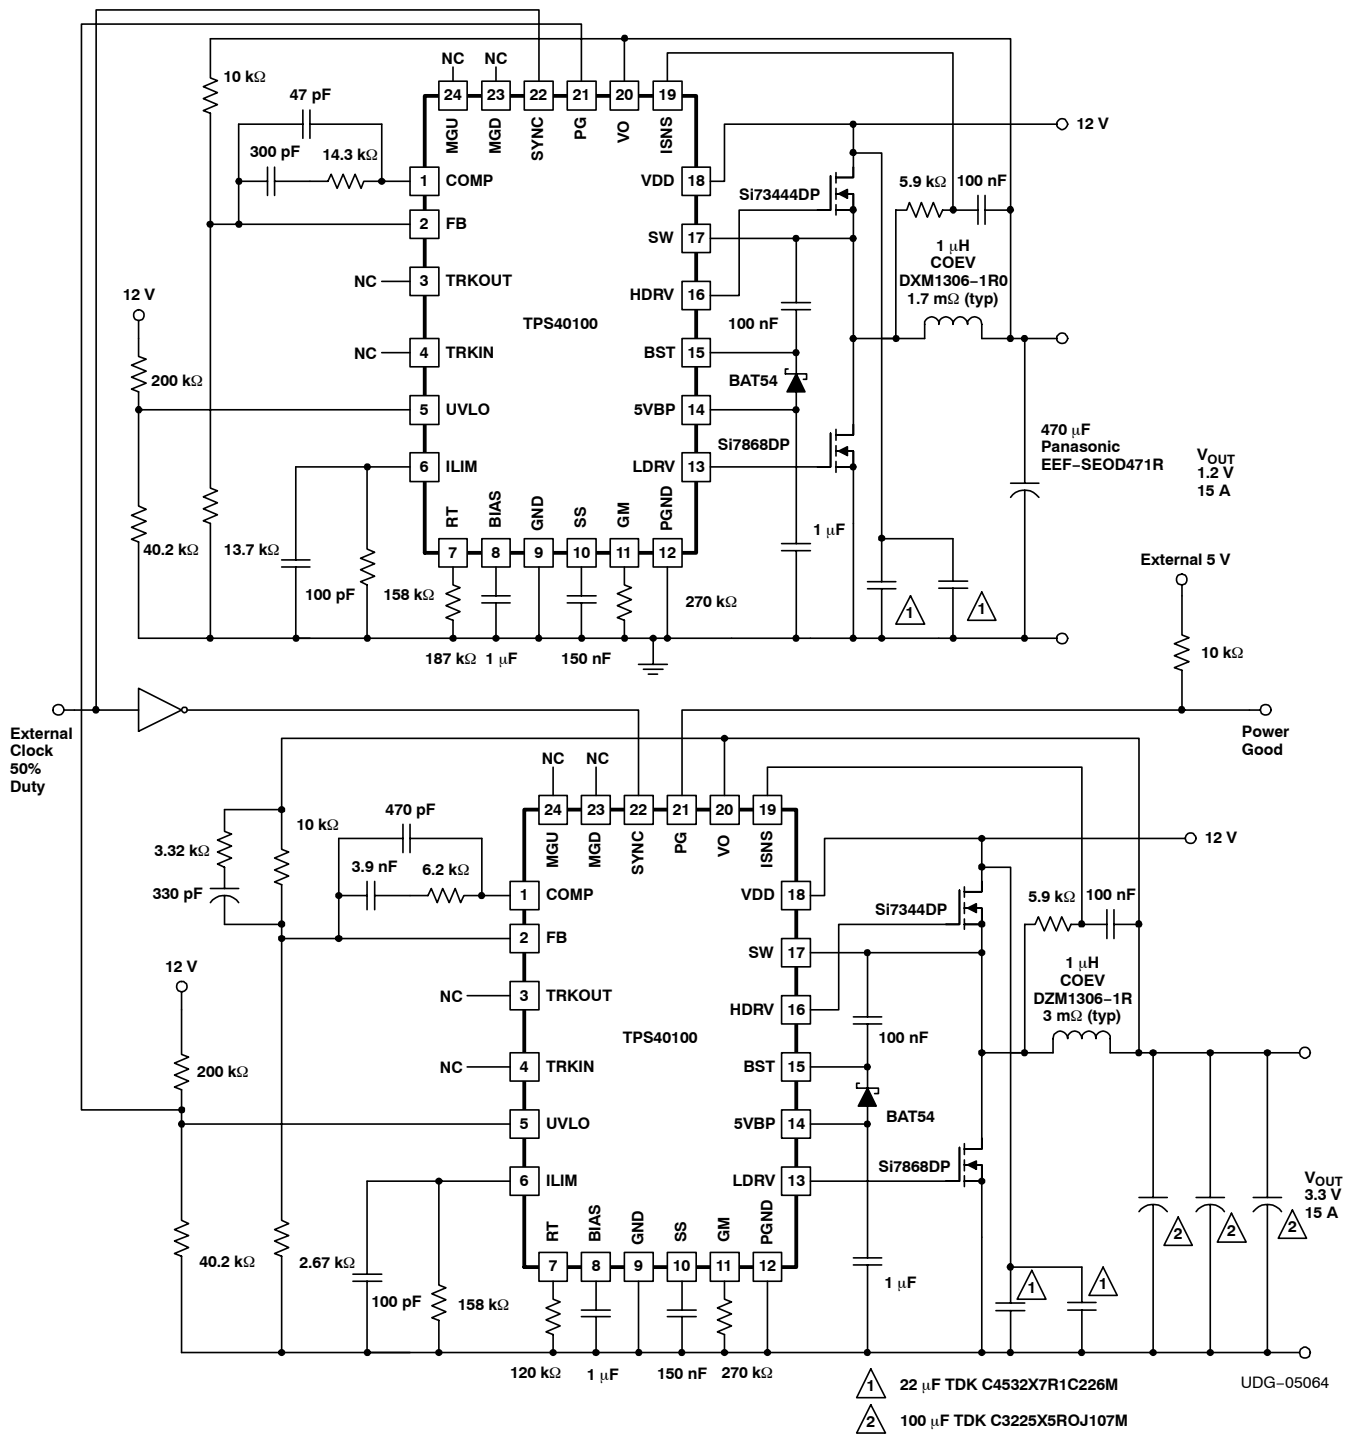 NC
NC
10 kΩ
47 pF
24
23
22
21
20
19
MGU
MGD
SYNC
PG
VO
ISNS
12 V
300 pF
14.3 kΩ
1
COMP
VDD
18
Si73444DP
5.9 kΩ
100 nF
2
FB
SW
17
1 μH
COEV
DXM1306–1R0
1.7 mΩ (typ)
NC
3
TRKOUT
HDRV
16
12 V
TPS40100
100 nF
NC
4
TRKIN
BST
15
200 kΩ
BAT54
5
UVLO
5VBP
14
470 μF
Panasonic
EEF–SEOD471R
Si7868DP
VOUT
1.2 V
15 A
6
ILIM
LDRV
13
RT
BIAS
GND
SS
GM
PGND
1 μF
40.2 kΩ
13.7 kΩ
7
8
9
10
11
12
External 5 V
100 pF
158 kΩ
270 kΩ
1
1
187 kΩ
1 μF
150 nF
10 kΩ
External
Clock
50%
Duty
Power
Good
NC
NC
10 kΩ
470 pF
24
23
22
21
20
19
3.32 kΩ
MGU
MGD
SYNC
PG
VO
ISNS
12 V
3.9 nF
6.2 kΩ
330 pF
1
COMP
VDD
18
Si7344DP
5.9 kΩ
100 nF
2
FB
SW
17
12 V
1 μH
COEV
DZM1306–1R
3 mΩ (typ)
NC
3
TRKOUT
HDRV
16
TPS40100
100 nF
200 kΩ
NC
4
TRKIN
BST
15
BAT54
5
UVLO
5VBP
14
Si7868DP
6
ILIM
LDRV
13
VOUT
3.3 V
15 A
RT
BIAS
GND
SS
GM
PGND
2
2
2
40.2 kΩ
2.67 kΩ
7
8
9
10
11
12
1 μF
1
1
100 pF
158 kΩ
120 kΩ
1 μF
150 nF
270 kΩ
1
22 μF TDK C4532X7R1C226M
UDG–05064
2
100 μF TDK C3225X5ROJ107M